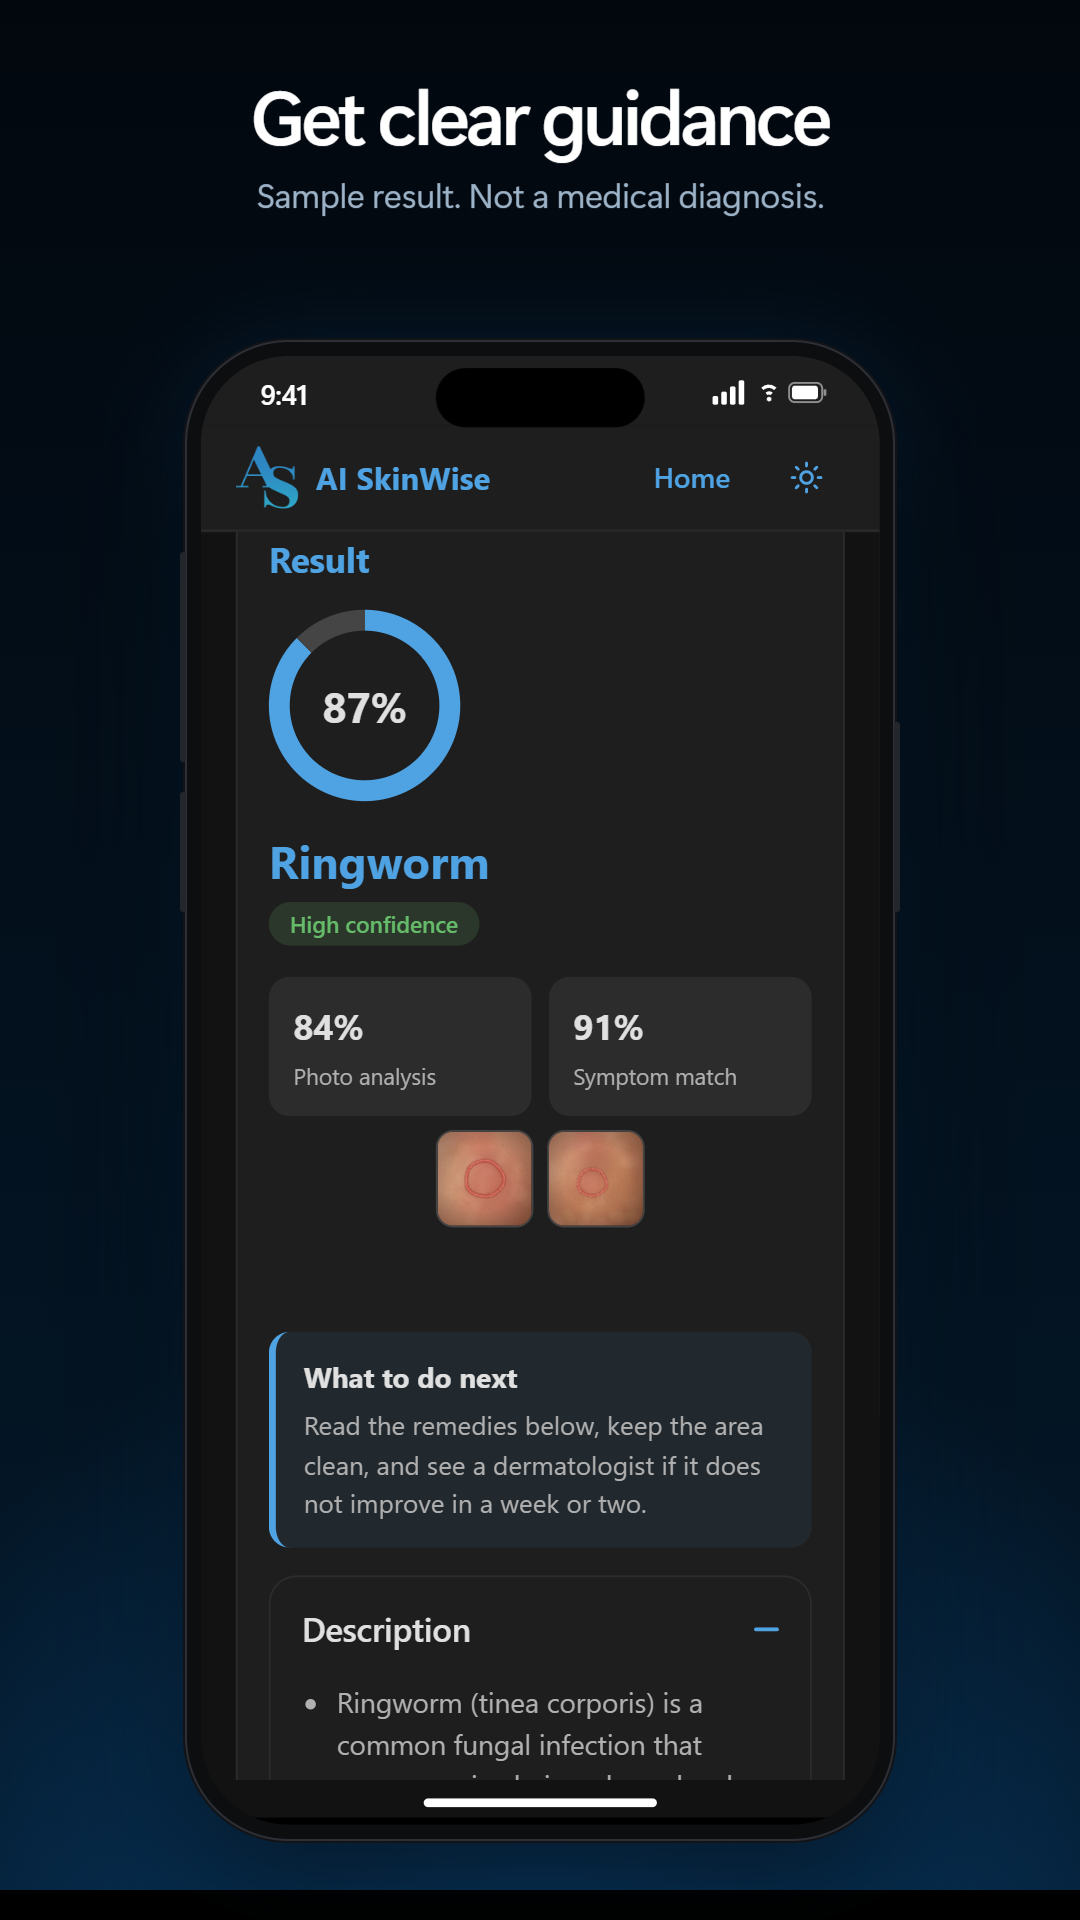 Get clear guidance
Sample result. Not a medical diagnosis.
9:41
AS
AI SkinWise
Home
Result
87%
Ringworm
High confidence
84%
Photo analysis
91%
Symptom match
What to do next
Read the remedies below, keep the area
clean, and see a dermatologist if it does
not improve in a week or two.
Description
• Ringworm (tinea corporis) is a
common fungal infection that